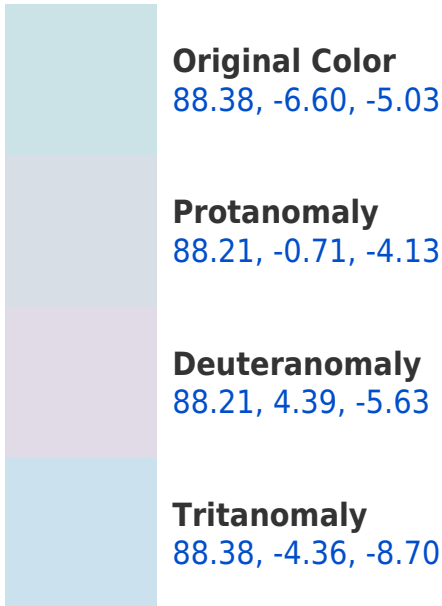 Original Color
88.38, -6.60, -5.03
Protanomaly
88.21, -0.71, -4.13
Deuteranomaly
88.21, 4.39, -5.63
Tritanomaly
88.38, -4.36, -8.70